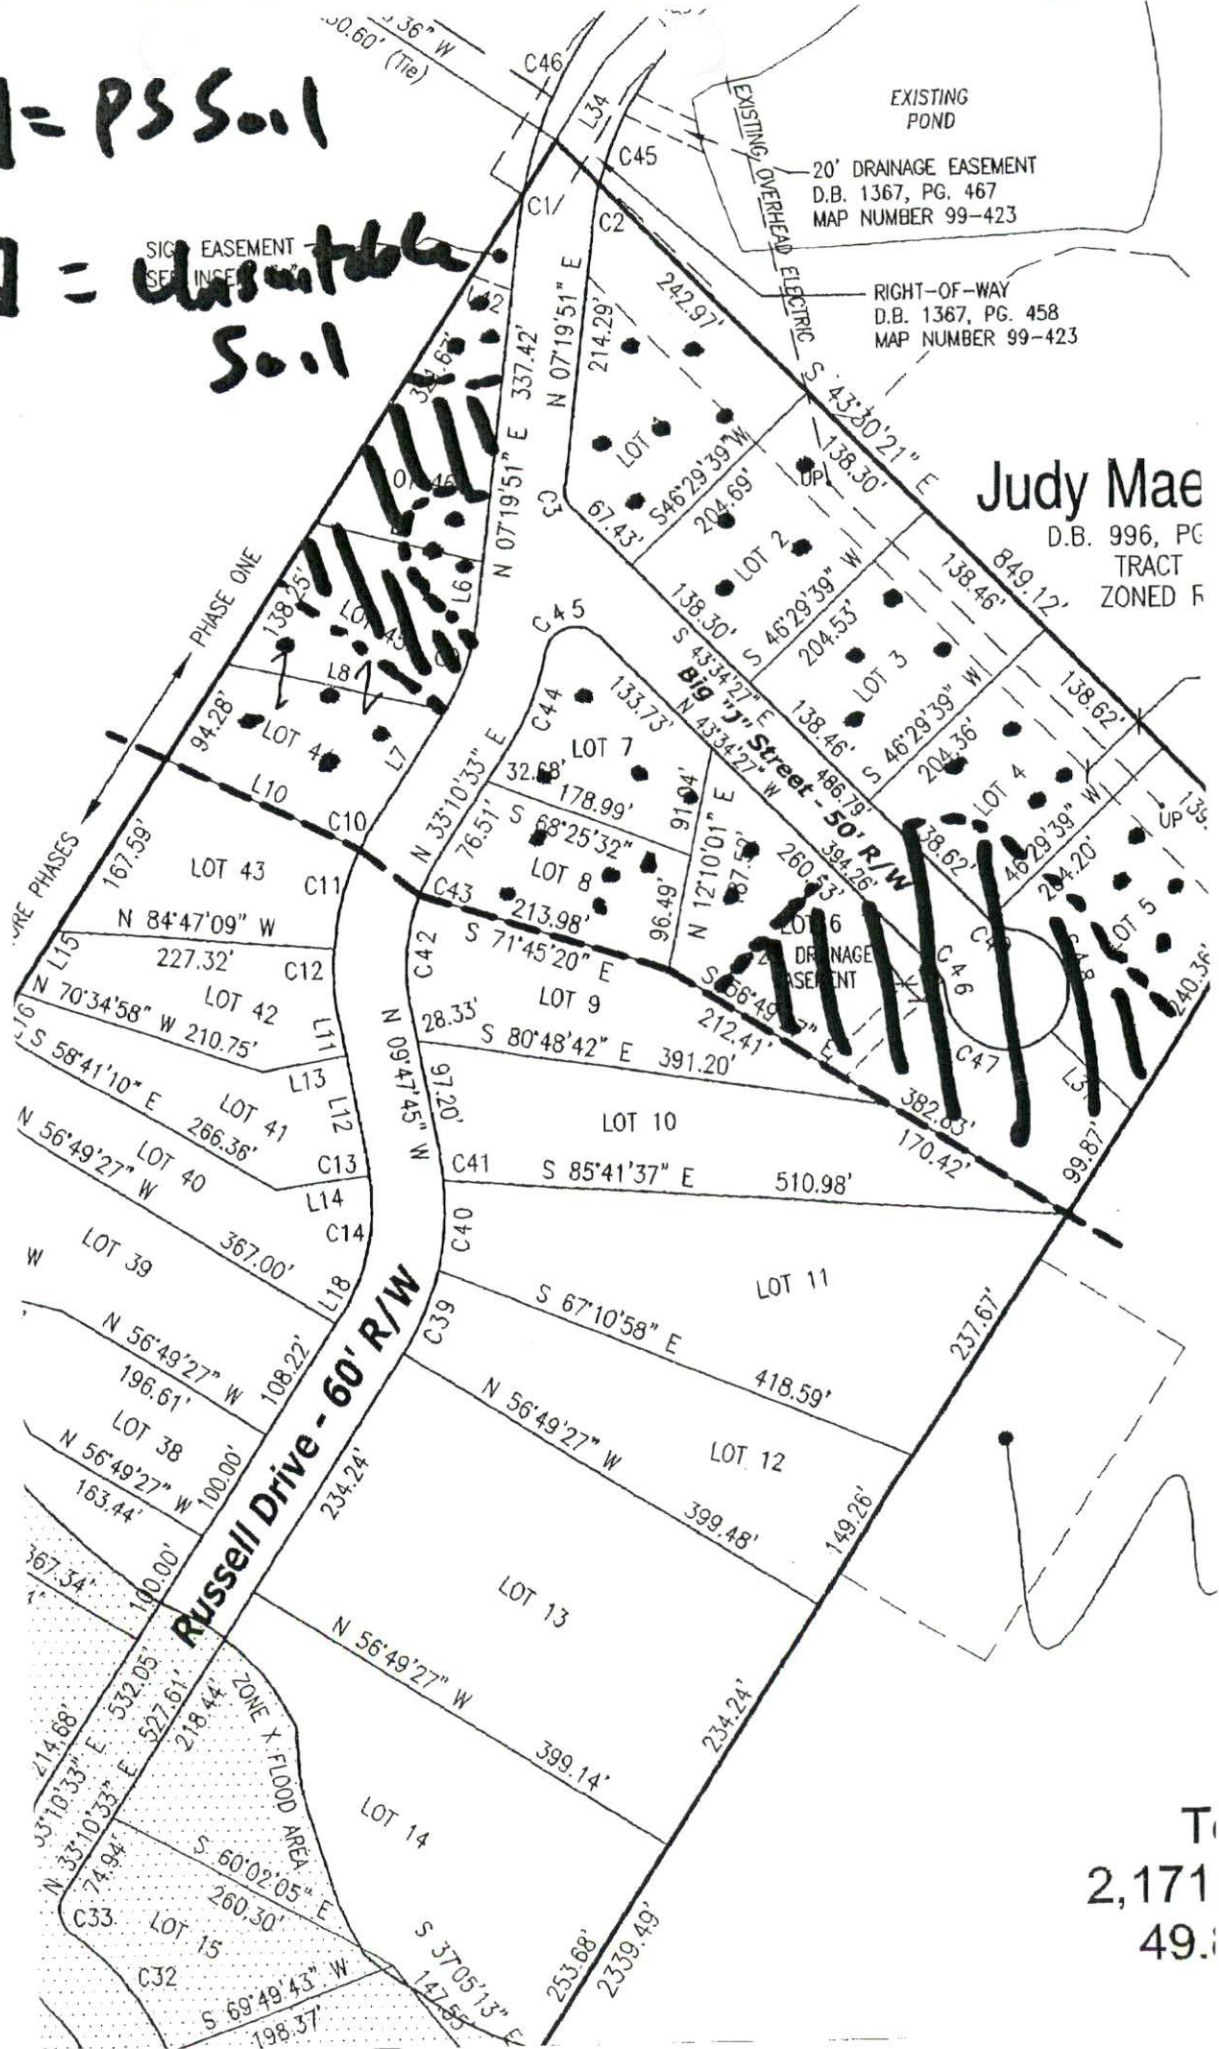 = PS Soil
= Unsuitable
Soil
36" W
(Tie)
C46
L34
C45
C1/
C2
EXISTING
POND
20' DRAINAGE EASEMENT
D.B. 1367, PG. 467
MAP NUMBER 99-423
EXISTING OVERHEAD ELECTRIC
RIGHT-OF-WAY
D.B. 1367, PG. 458
MAP NUMBER 99-423
EASEMENT
242.97'
S 43°30'21" E
849.12'
337.42'
N 07°19'51" E
N 07°19'51" E
214.29'
C3
67.43'
LOT 1
S46°29'39"W
204.69'
138.30'
UP
LOT 2
138.30'
S 46°29'39" W
204.53'
138.46'
LOT 3
138.46'
S 46°29'39" W
204.36'
138.62'
LOT 4
138.62'
46°29'39" W
204.20'
UP
LOT 5
240.36'
Judy Mae
D.B. 996, PG
TRACT
ZONED R
S 43°34'27" E
486.79'
Big "J" Street - 50' R/W
N 43°34'27" W
394.26'
133.73'
260.53'
PHASE ONE
138.25'
L6
L8
94.28'
L7
L10
C10
C45
C44
LOT 7
32.68'
178.99'
91.04'
S 68°25'32" E
N 33°10'33" E
76.51'
LOT 8
213.98'
96.49'
N 12°10'01" E
C43
S 71°45'20" E
LOT 6
C46
C47
L31
99.87'
PHASES
167.59'
LOT 43
C11
N 84°47'09" W
227.32'
L15
C12
C42
LOT 42
N 70°34'58" W 210.75'
L11
L13
S 58°41'10" E
266.36'
LOT 41
L12
C13
LOT 40
N 56°49'27" W
L14
C14
367.00'
LOT 39
L18
28.33'
N 09°47'45" W
97.20'
LOT 9
S 80°48'42" E 391.20'
212.41'
382.83'
170.42'
LOT 10
C41
S 85°41'37" E 510.98'
C40
LOT 11
S 67°10'58" E
418.59'
237.67'
C39
N 56°49'27" W
196.61'
108.22'
LOT 38
N 56°49'27" W
163.44'
100.00'
100.00'
Russell Drive - 60' R/W
234.24'
N 56°49'27" W
399.48'
LOT 12
149.26'
LOT 13
N 56°49'27" W
399.14'
234.24'
367.34'
532.05'
527.61'
218.44'
214.68'
N 33°10'33" E
74.94'
ZONE X FLOOD AREA
LOT 14
S 60°02'05" E
260.30'
C33
LOT 15
C32
S 69°49'43" W
198.37'
S 37°05'13" E
147.55'
253.68'
2339.49'
2,171
49.